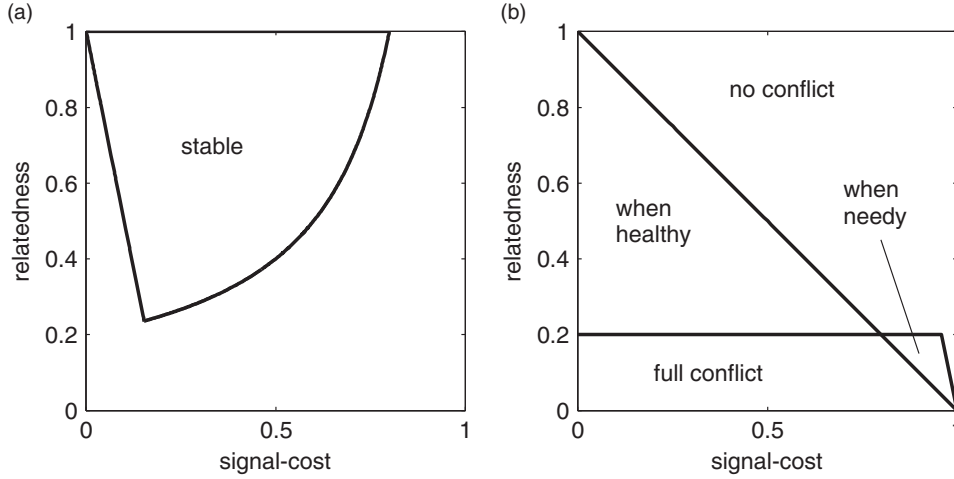 (a)
1
0.8
0.6
0.4
0.2
0
relatedness
stable
0
0.5
1
signal-cost
(b)
1
0.8
0.6
0.4
0.2
0
relatedness
no conflict
when
needy
when
healthy
full conflict
0
0.5
1
signal-cost